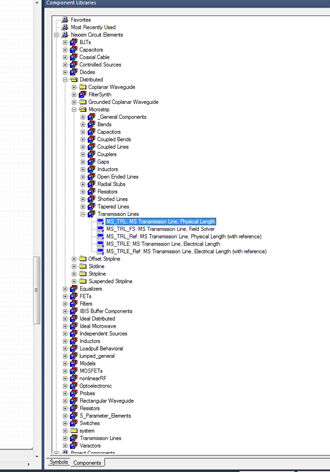 Component Libraries
Favorites
Most Recently Used
Nexxim Circuit Elements
BJTs
Capacitors
Coaxial Cable
Controlled Sources
Diodes
Distributed
Coplanar Waveguide
FilterSynth
Grounded Coplanar Waveguide
Microstrip
_General Components
Bends
Capacitors
Coupled Bends
Coupled Lines
Couplers
Gaps
Inductors
Open Ended Lines
Radial Stubs
Resistors
Shorted Lines
Tapered Lines
Transmission Lines
MS_TRL: MS Transmission Line, Physical Length
MS_TRL_FS: MS Transmission Line, Field Solver
MS_TRL_Ref: MS Transmission Line, Physical Length (with reference)
MS_TRLE: MS Transmission Line, Electrical Length
MS_TRLE_Ref: MS Transmission Line, Electrical Length (with reference)
Offset Stripline
Slotline
Stripline
Suspended Stripline
Equalizers
FETs
Filters
IBIS Buffer Components
Ideal Distributed
Ideal Microwave
Independent Sources
Inductors
Loadpull Behavioral
lumped_general
Models
MOSFETs
nonlinearRF
Optoelectronic
Probes
Rectangular Waveguide
Resistors
S_Parameter_Elements
Switches
system
Transmission Lines
Varactors
Project Components
Symbols Components